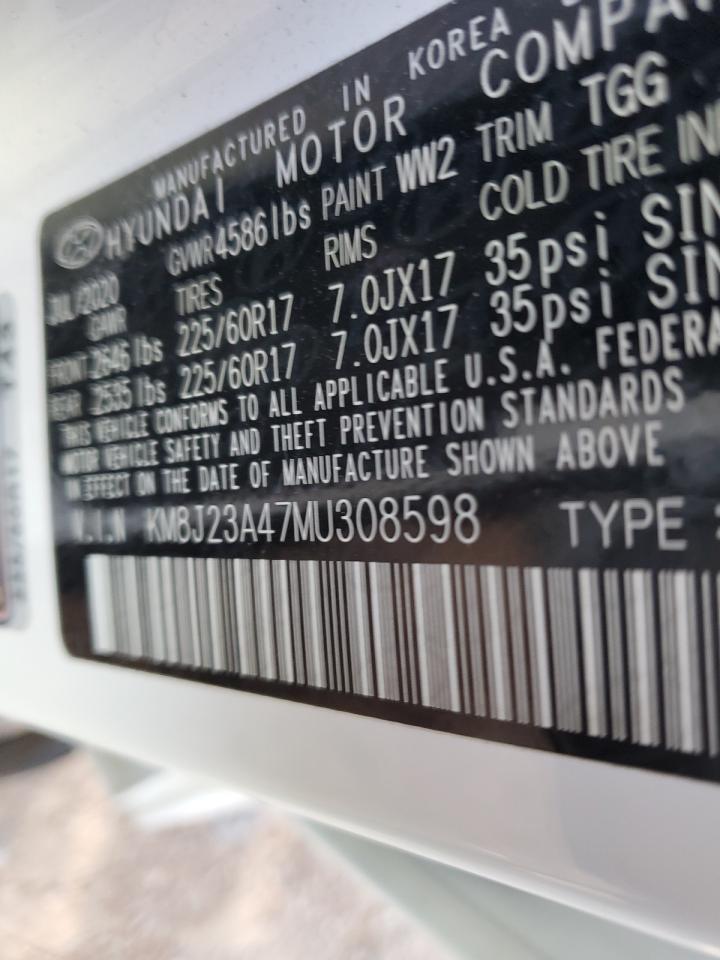 MANUFACTURED IN KOREA
HYUNDAI MOTOR COMPA
JUL/2020 GVWR 4586 lbs PAINT WW2 TRIM TGG
GAWR TIRES RIMS COLD TIRE IN
FRONT 2646 lbs 225/60R17 7.0JX17 35psi SIN
REAR 2535 lbs 225/60R17 7.0JX17 35psi SIN
THIS VEHICLE CONFORMS TO ALL APPLICABLE U.S.A. FEDERA
MOTOR VEHICLE SAFETY AND THEFT PREVENTION STANDARDS
IN EFFECT ON THE DATE OF MANUFACTURE SHOWN ABOVE
V.I.N KM8J23A47MU308598 TYPE